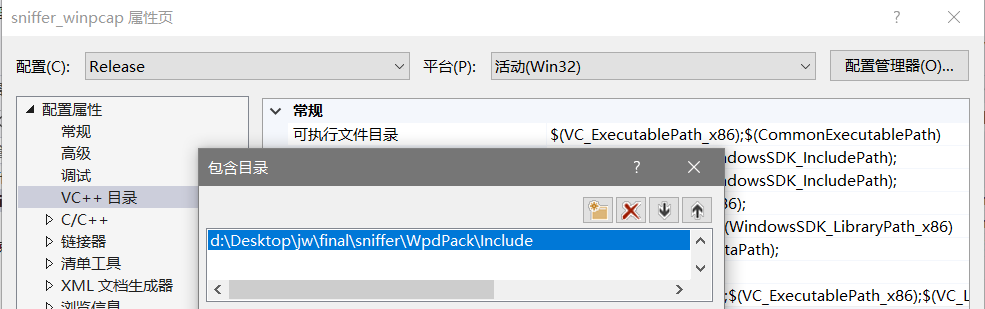 sniffer_winpcap 属性页
配置(C): Release 平台(P): 活动(Win32) 配置管理器(O)...
配置属性
常规
高级
调试
VC++ 目录
C/C++
链接器
清单工具
XML 文档生成器
浏览信息
常规
可执行文件目录 $(VC_ExecutablePath_x86);$(CommonExecutablePath)
ndowsSDK_IncludePath);
ndowsSDK_IncludePath);
86);
(WindowsSDK_LibraryPath_x86)
taPath);
;$(VC_ExecutablePath_x86);$(VC_L
包含目录
d:\Desktop\jw\final\sniffer\WpdPack\Include